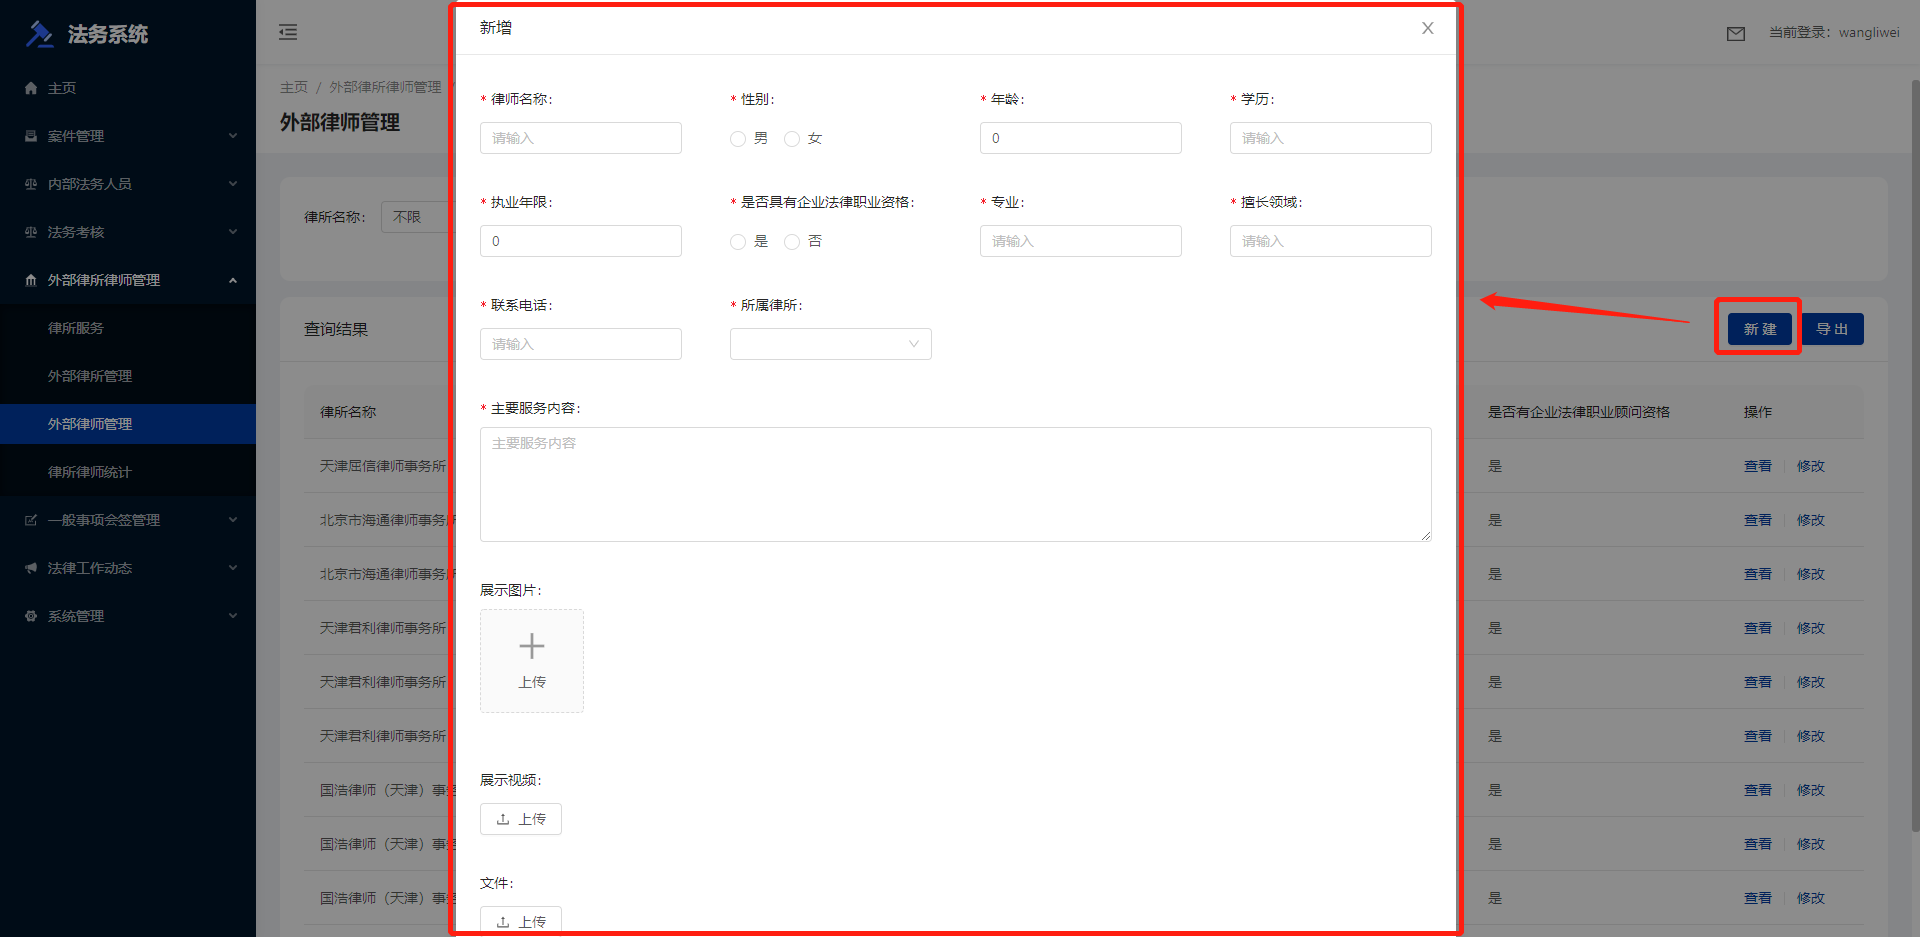 法务系统
当前登录：wangliwei
主页
案件管理
内部法务人员
法务考核
外部律所律师管理
律所服务
外部律所管理
外部律师管理
律所律师统计
一般事项会签管理
法律工作动态
系统管理
主页 / 外部律所律师管理 /
外部律师管理
律所名称： 不限
查询结果
新 建 导 出
律所名称 是否有企业法律职业顾问资格 操作
天津屈信律师事务所 是 查看 修改
北京市海通律师事务所 是 查看 修改
北京市海通律师事务所 是 查看 修改
天津君利律师事务所 是 查看 修改
天津君利律师事务所 是 查看 修改
天津君利律师事务所 是 查看 修改
国浩律师（天津）事务 是 查看 修改
国浩律师（天津）事务 是 查看 修改
国浩律师（天津）事务 是 查看 修改
新增 X
* 律师名称： * 性别： * 年龄： * 学历：
请输入 男 女 0 请输入
* 执业年限： * 是否具有企业法律职业资格： * 专业： * 擅长领域：
0 是 否 请输入 请输入
* 联系电话： * 所属律所：
请输入
* 主要服务内容：
主要服务内容
展示图片：
上传
展示视频：
上传
文件：
上传